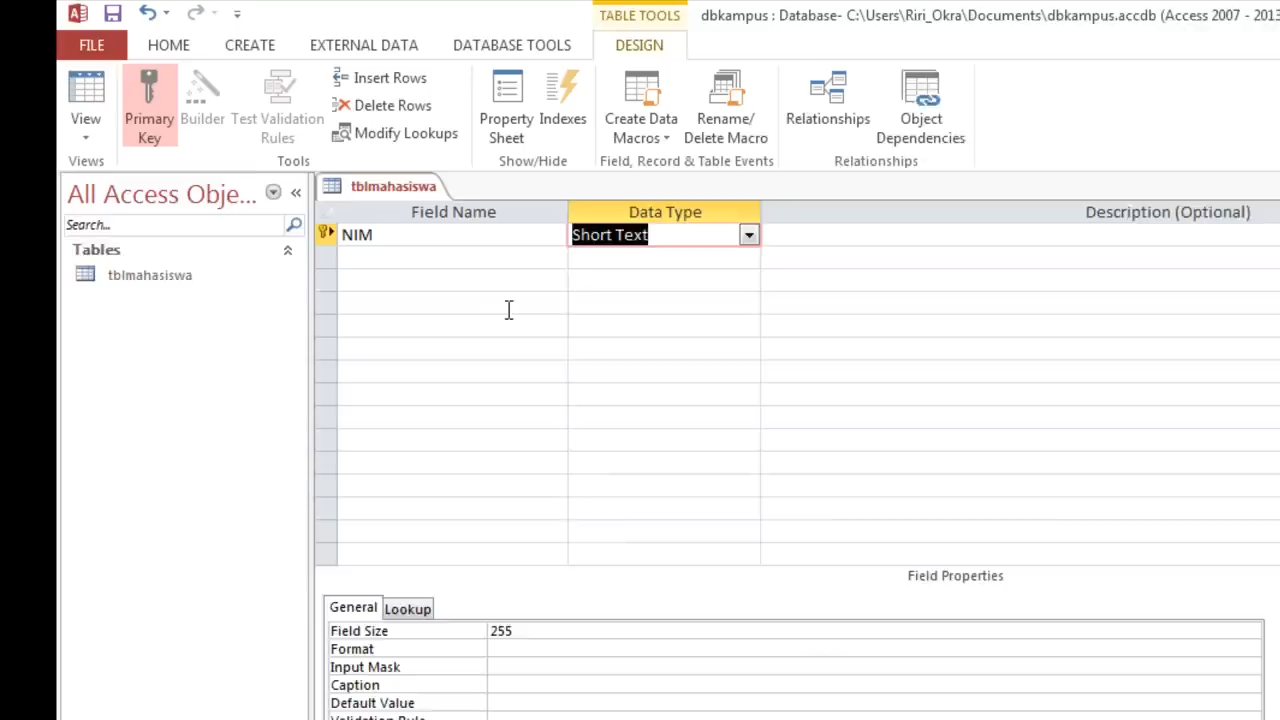 TABLE TOOLS
dbkampus : Database- C:\Users\Riri_Okra\Documents\dbkampus.accdb (Access 2007 - 2013
FILE
HOME
CREATE
EXTERNAL DATA
DATABASE TOOLS
DESIGN
View
Primary Key
Builder
Test Validation Rules
Insert Rows
Delete Rows
Modify Lookups
Property Sheet
Indexes
Create Data Macros
Rename/ Delete Macro
Relationships
Object Dependencies
Views
Tools
Show/Hide
Field, Record & Table Events
Relationships
All Access Obje...
Search...
Tables
tblmahasiswa
tblmahasiswa
Field Name
Data Type
Description (Optional)
NIM
Short Text
Field Properties
General
Lookup
Field Size
255
Format
Input Mask
Caption
Default Value
Validation Rule